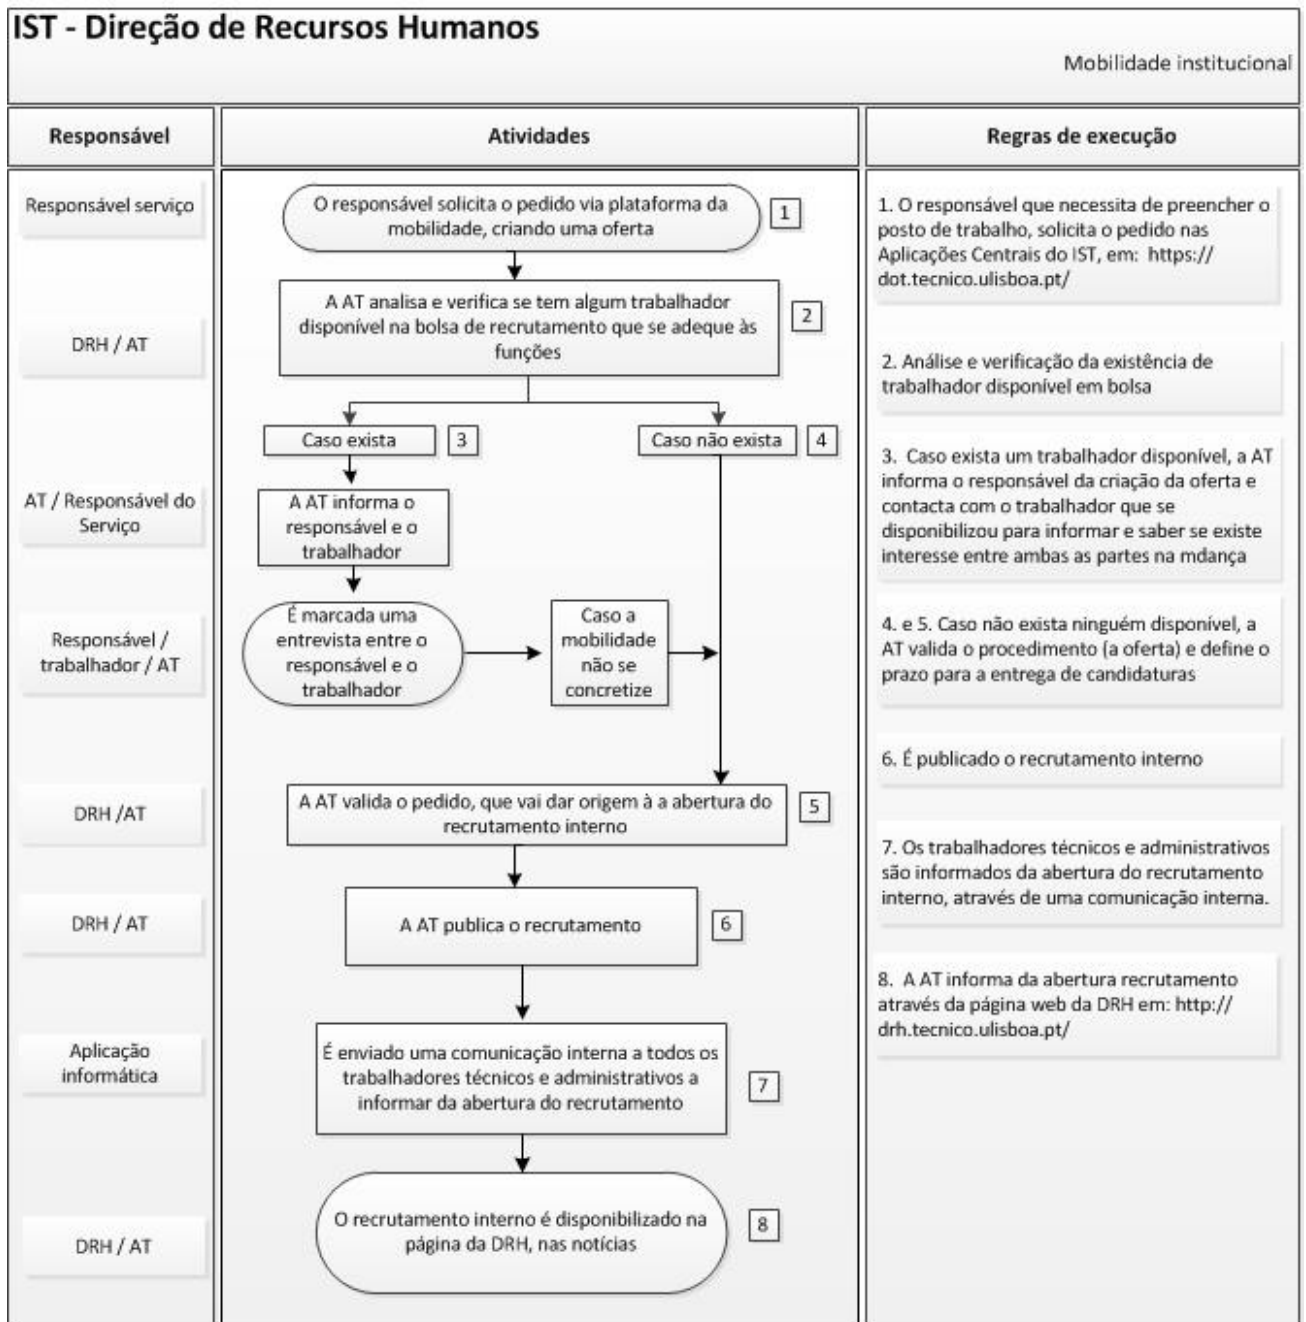 IST - Direção de Recursos Humanos
Mobilidade institucional
Responsável
Atividades
Regras de execução
Responsável serviço
DRH / AT
AT / Responsável do
Serviço
Responsável /
trabalhador / AT
DRH /AT
DRH / AT
Aplicação
informática
DRH / AT
O responsável solicita o pedido via plataforma da
mobilidade, criando uma oferta
1
A AT analisa e verifica se tem algum trabalhador
disponível na bolsa de recrutamento que se adeque às
funções
2
Caso exista
3
Caso não exista
4
A AT informa o
responsável e o
trabalhador
É marcada uma
entrevista entre o
responsável e o
trabalhador
Caso a
mobilidade
não se
concretize
A AT valida o pedido, que vai dar origem à a abertura do
recrutamento interno
5
A AT publica o recrutamento
6
É enviado uma comunicação interna a todos os
trabalhadores técnicos e administrativos a
informar da abertura do recrutamento
7
O recrutamento interno é disponibilizado na
página da DRH, nas notícias
8
1. O responsável que necessita de preencher o
posto de trabalho, solicita o pedido nas
Aplicações Centrais do IST, em: https://
dot.tecnico.ulisboa.pt/
2. Análise e verificação da existência de
trabalhador disponível em bolsa
3. Caso exista um trabalhador disponível, a AT
informa o responsável da criação da oferta e
contacta com o trabalhador que se
disponibilizou para informar e saber se existe
interesse entre ambas as partes na mdança
4. e 5. Caso não exista ninguém disponível, a
AT valida o procedimento (a oferta) e define o
prazo para a entrega de candidaturas
6. É publicado o recrutamento interno
7. Os trabalhadores técnicos e administrativos
são informados da abertura do recrutamento
interno, através de uma comunicação interna.
8. A AT informa da abertura recrutamento
através da página web da DRH em: http://
drh.tecnico.ulisboa.pt/